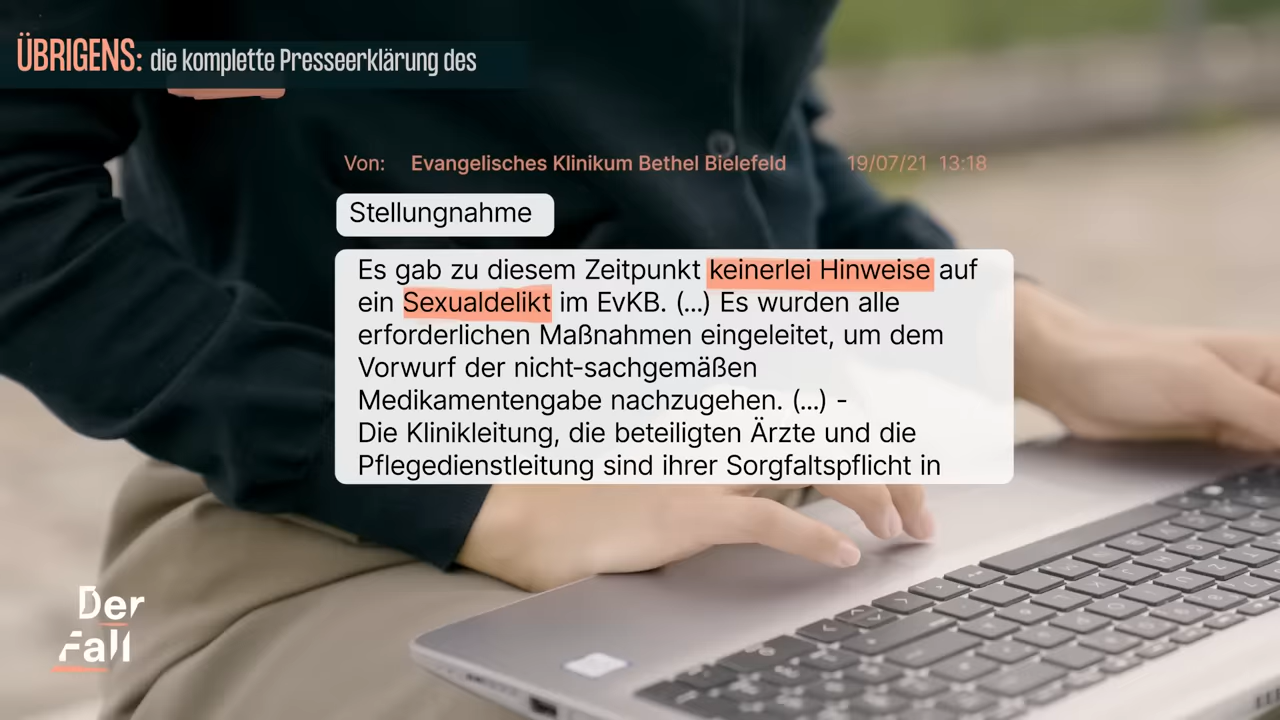 ÜBRIGENS: die komplette Presseerklärung des
Von: Evangelisches Klinikum Bethel Bielefeld 19/07/21 13:18
Stellungnahme
Es gab zu diesem Zeitpunkt keinerlei Hinweise auf
ein Sexualdelikt im EvKB. (...) Es wurden alle
erforderlichen Maßnahmen eingeleitet, um dem
Vorwurf der nicht-sachgemäßen
Medikamentengabe nachzugehen. (...) -
Die Klinikleitung, die beteiligten Ärzte und die
Pflegedienstleitung sind ihrer Sorgfaltspflicht in
Der
Fall